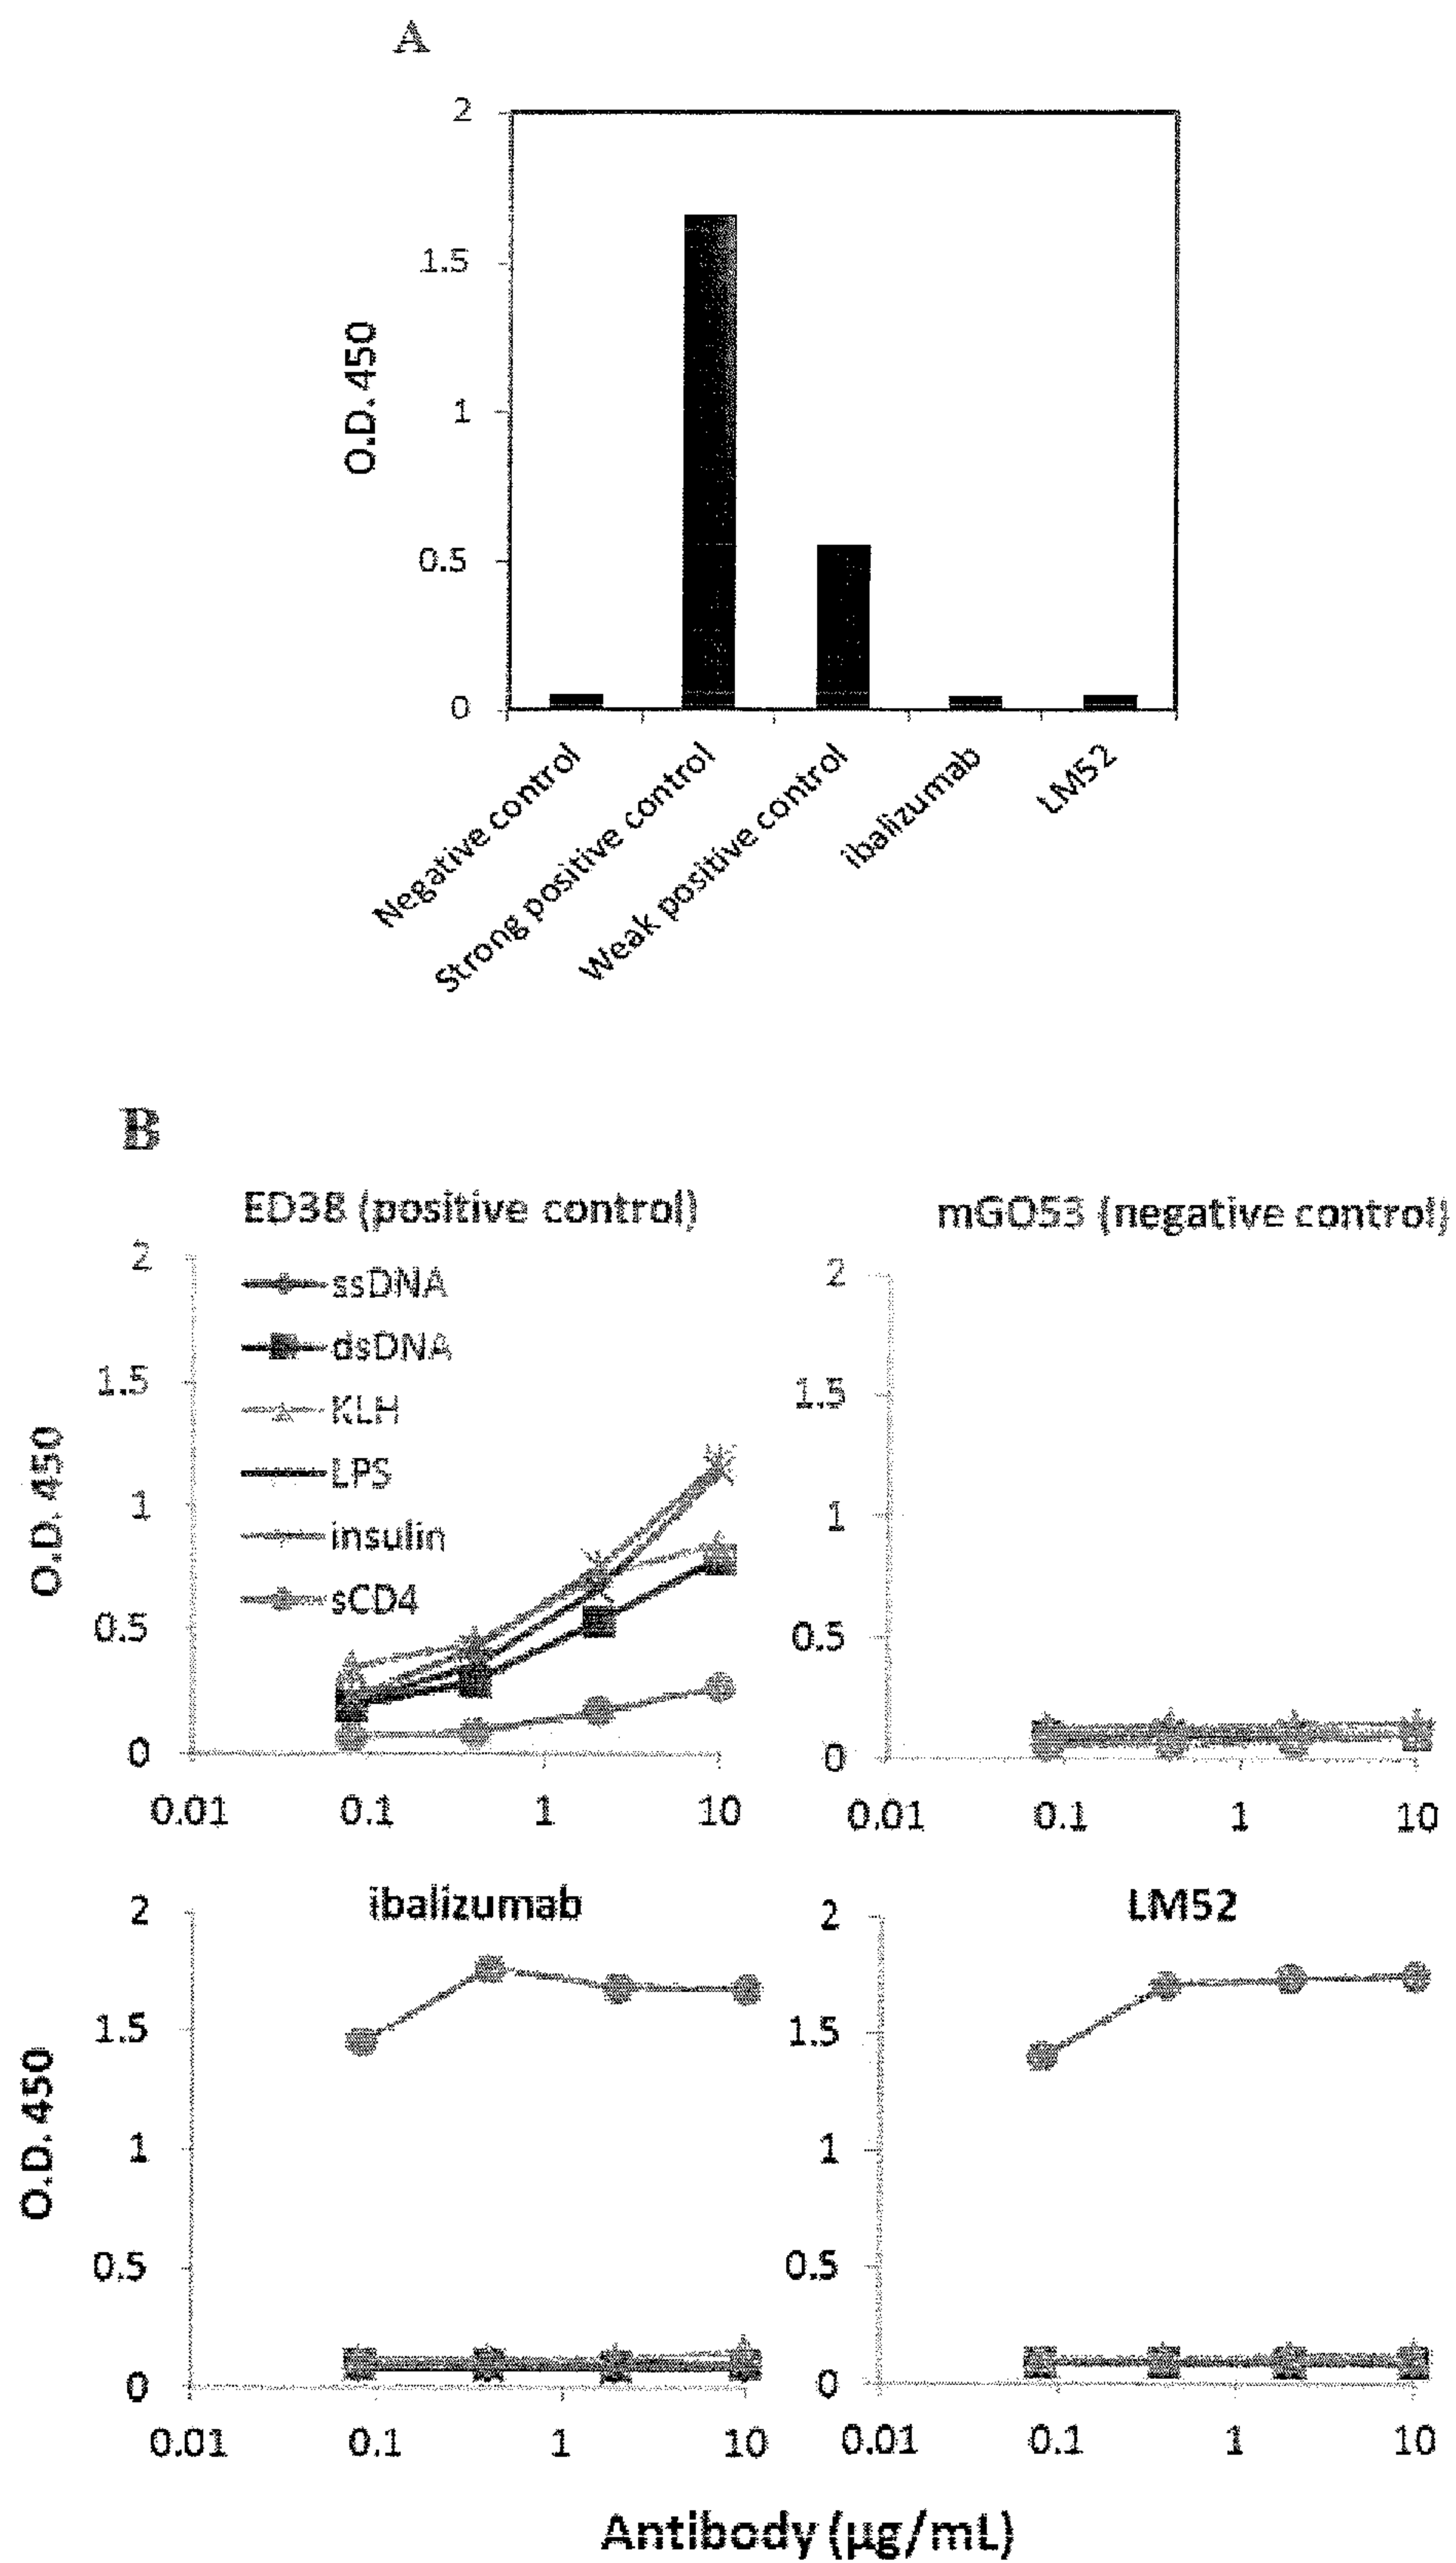 A
2
1.5
1
0.5
0
O.D. 450
Negative control
Strong positive control
Weak positive control
ibalizumab
LM52
B
ED38 (positive control)
mGO53 (negative control)
ssDNA
dsDNA
KLH
LPS
insulin
sCD4
2
1.5
1
0.5
0
O.D. 450
0.01 0.1 1 10
2
1.5
1
0.5
0
0.01 0.1 1 10
ibalizumab
2
1.5
1
0.5
0
O.D. 450
0.01 0.1 1 10
LM52
2
1.5
1
0.5
0
0.01 0.1 1 10
Antibody (µg/mL)